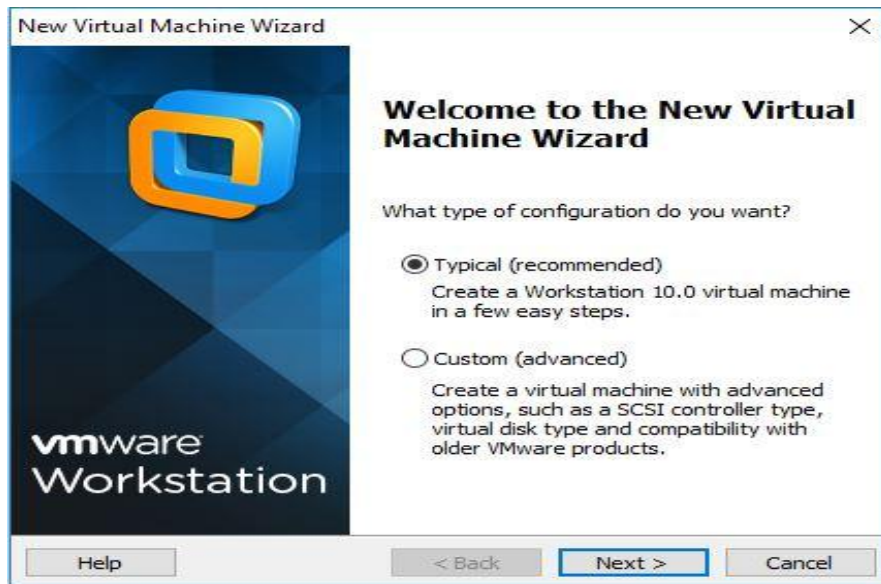 New Virtual Machine Wizard
Welcome to the New Virtual
Machine Wizard
What type of configuration do you want?
Typical (recommended)
Create a Workstation 10.0 virtual machine
in a few easy steps.
Custom (advanced)
Create a virtual machine with advanced
options, such as a SCSI controller type,
virtual disk type and compatibility with
older VMware products.
vmware
Workstation
Help
< Back
Next >
Cancel